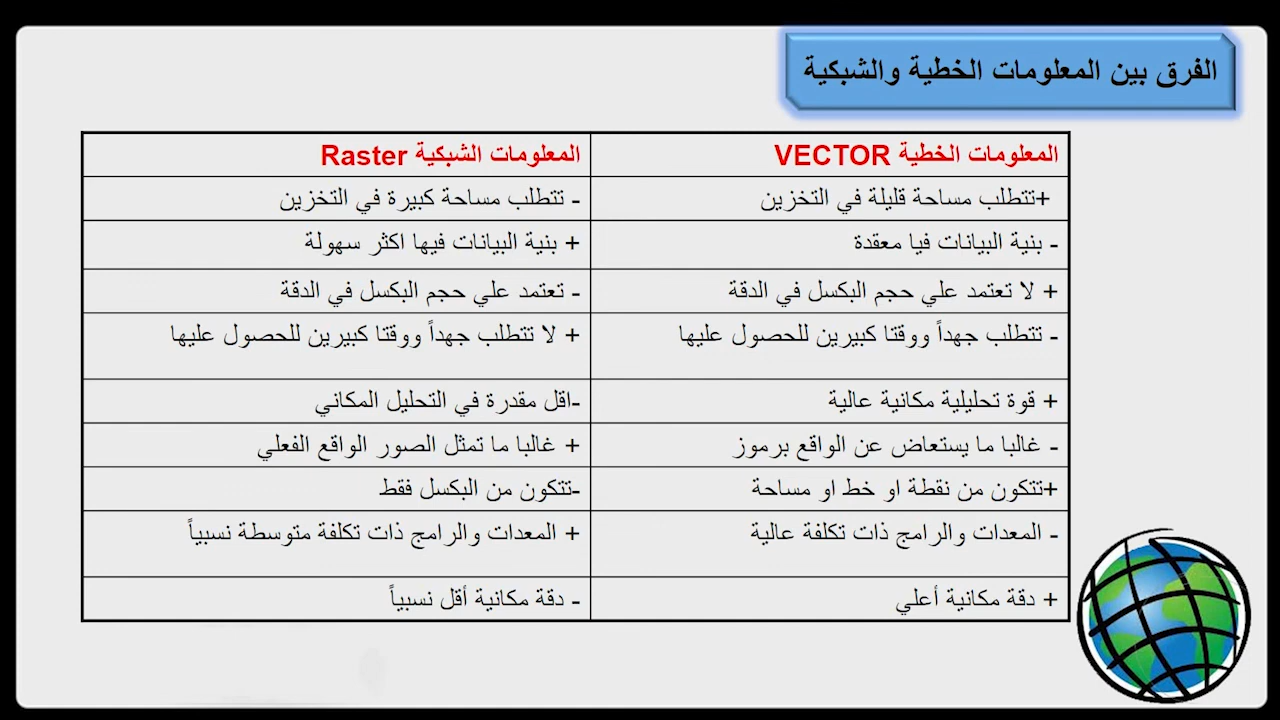 الفرق بين المعلومات الخطية والشبكية
المعلومات الخطية VECTOR
المعلومات الشبكية Raster
+تتطلب مساحة قليلة في التخزين
- تتطلب مساحة كبيرة في التخزين
- بنية البيانات فيا معقدة
+ بنية البيانات فيها اكثر سهولة
+ لا تعتمد علي حجم البكسل في الدقة
- تعتمد علي حجم البكسل في الدقة
- تتطلب جهداً ووقتا كبيرين للحصول عليها
+ لا تتطلب جهداً ووقتا كبيرين للحصول عليها
+ قوة تحليلية مكانية عالية
-اقل مقدرة في التحليل المكاني
- غالبا ما يستعاض عن الواقع برموز
+ غالبا ما تمثل الصور الواقع الفعلي
+تتكون من نقطة او خط او مساحة
-تتكون من البكسل فقط
- المعدات والرامج ذات تكلفة عالية
+ المعدات والرامج ذات تكلفة متوسطة نسبياً
+ دقة مكانية أعلي
- دقة مكانية أقل نسبياً